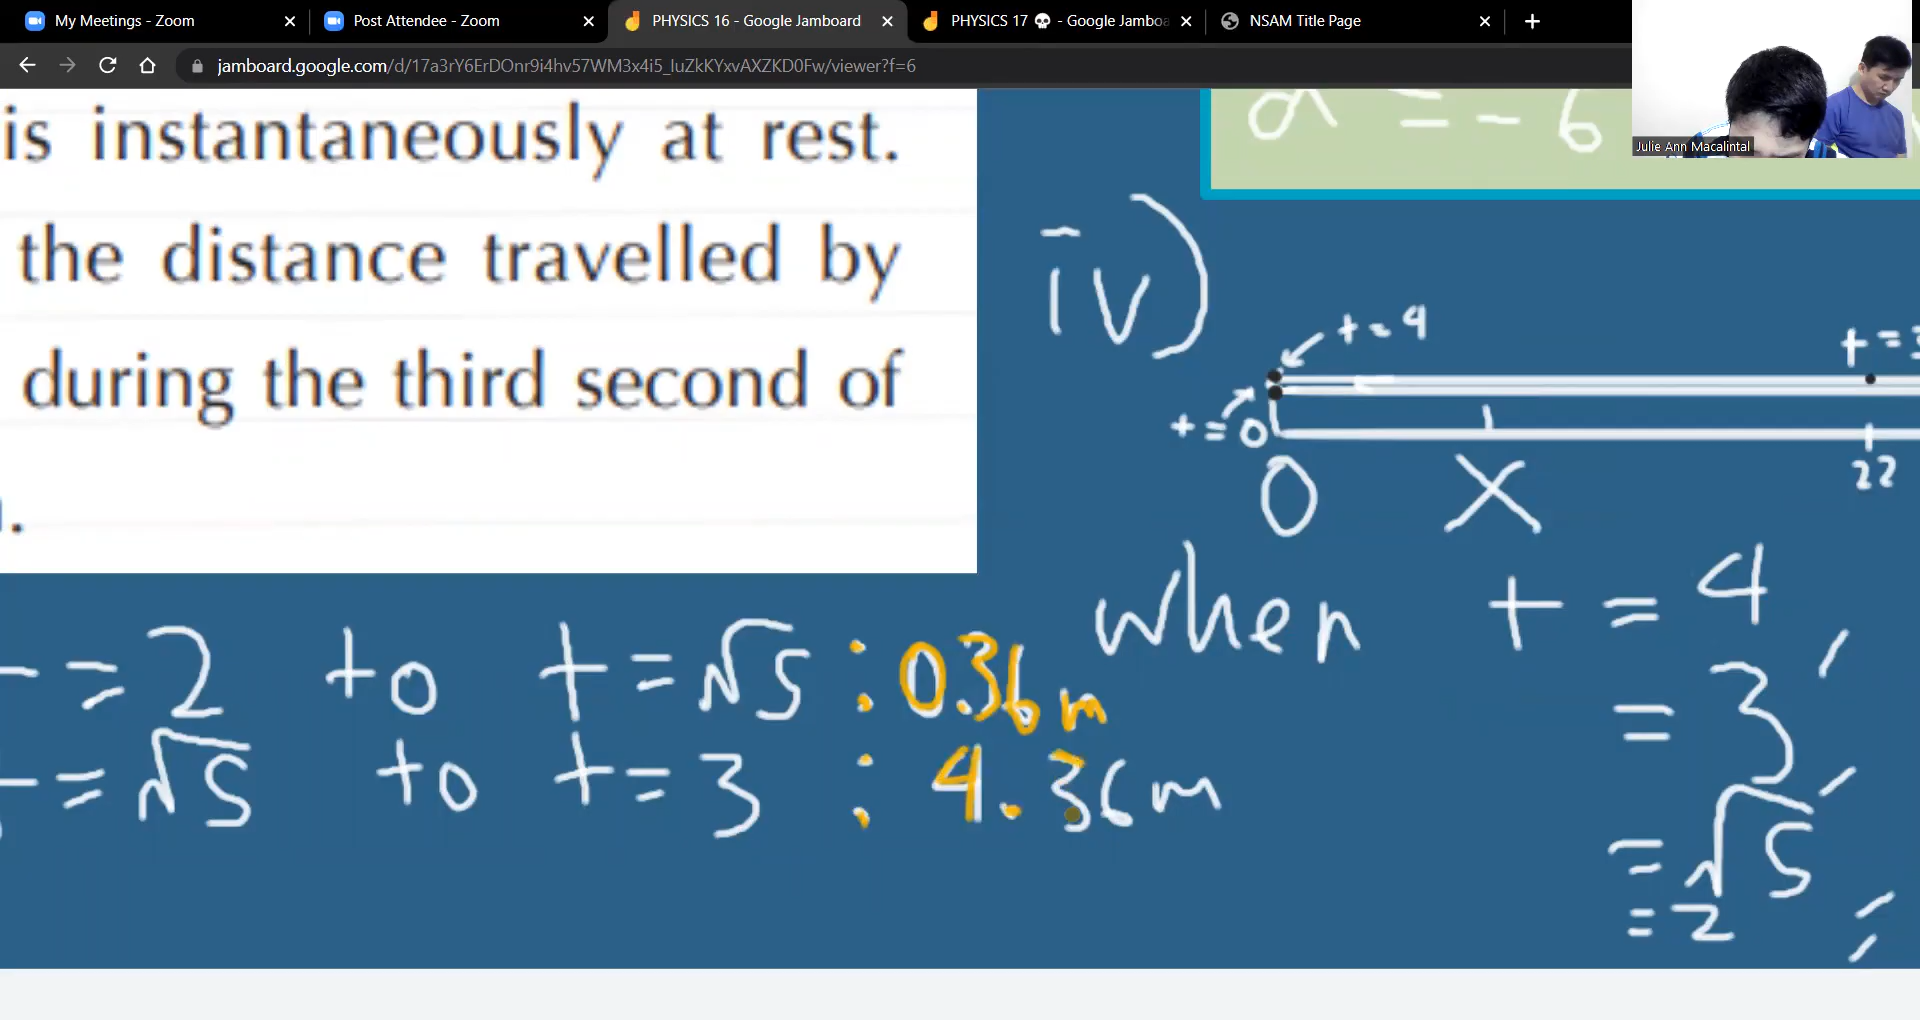 My Meetings - Zoom
Post Attendee - Zoom
PHYSICS 16 - Google Jamboard
PHYSICS 17 💀 - Google Jamboa
NSAM Title Page
jamboard.google.com/d/17a3rY6ErDOnr9i4hv57WM3x4i5_luZkKYxvAXZKD0Fw/viewer?f=6
Julie Ann Macalintal
is instantaneously at rest.
the distance travelled by
during the third second of
.
= - 6
iv)
t = 4
t =
t = 0
22
O X
when t = 4,
= 3,
= √5,
= 2,
= 2 to t = √5 : 0.36 m
= √5 to t = 3 : 4.36 m